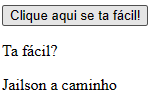 Clique aqui se ta fácil!
Ta fácil?
Jailson a caminho